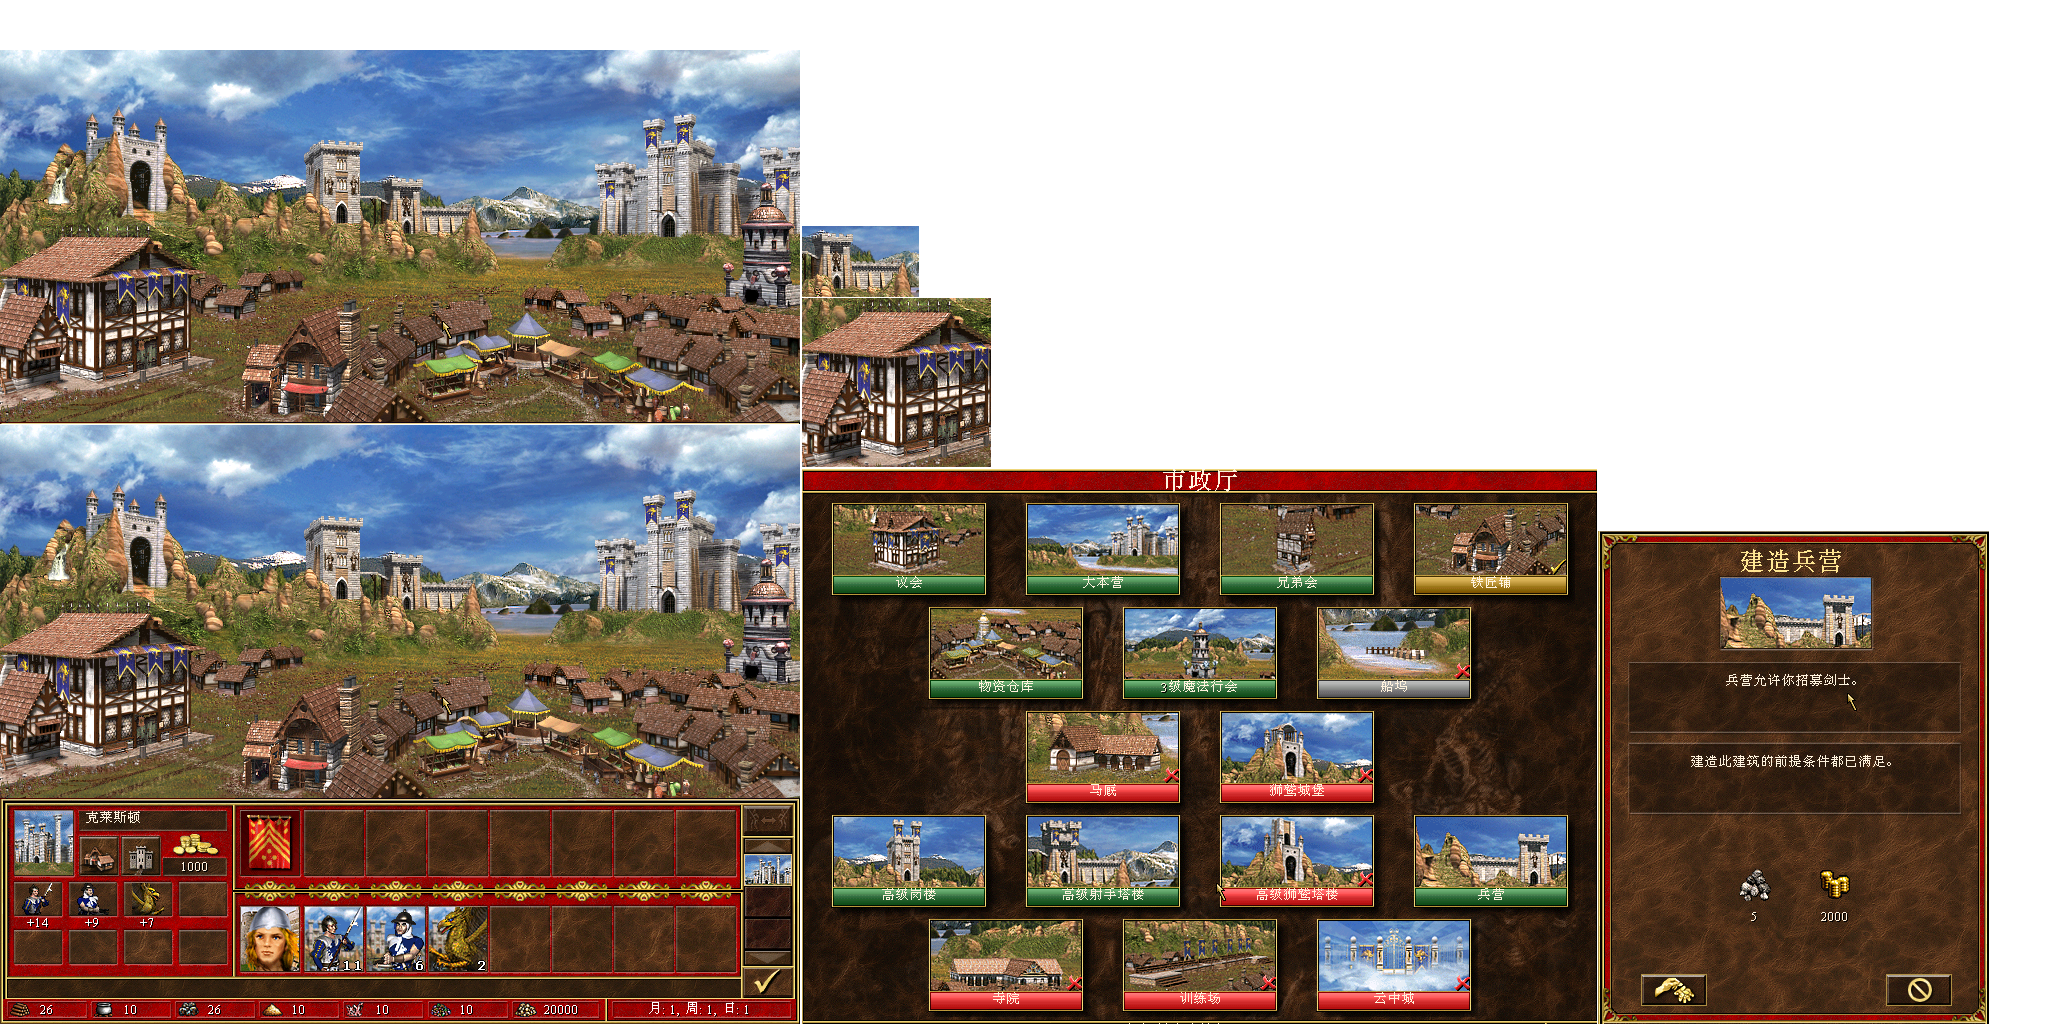 市政厅
议会
大本营
兄弟会
铁匠铺
物资仓库
3级魔法行会
船坞
马厩
狮鹫城堡
高级岗楼
高级射手塔楼
高级狮鹫塔楼
兵营
寺院
训练场
云中城
建造兵营
兵营允许你招募剑士。
建造此建筑的前提条件都已满足。
5
2000
克莱斯顿
1000
+14
+9
+7
11
6
2
26
10
26
10
10
10
20000
月: 1, 周: 1, 日: 1